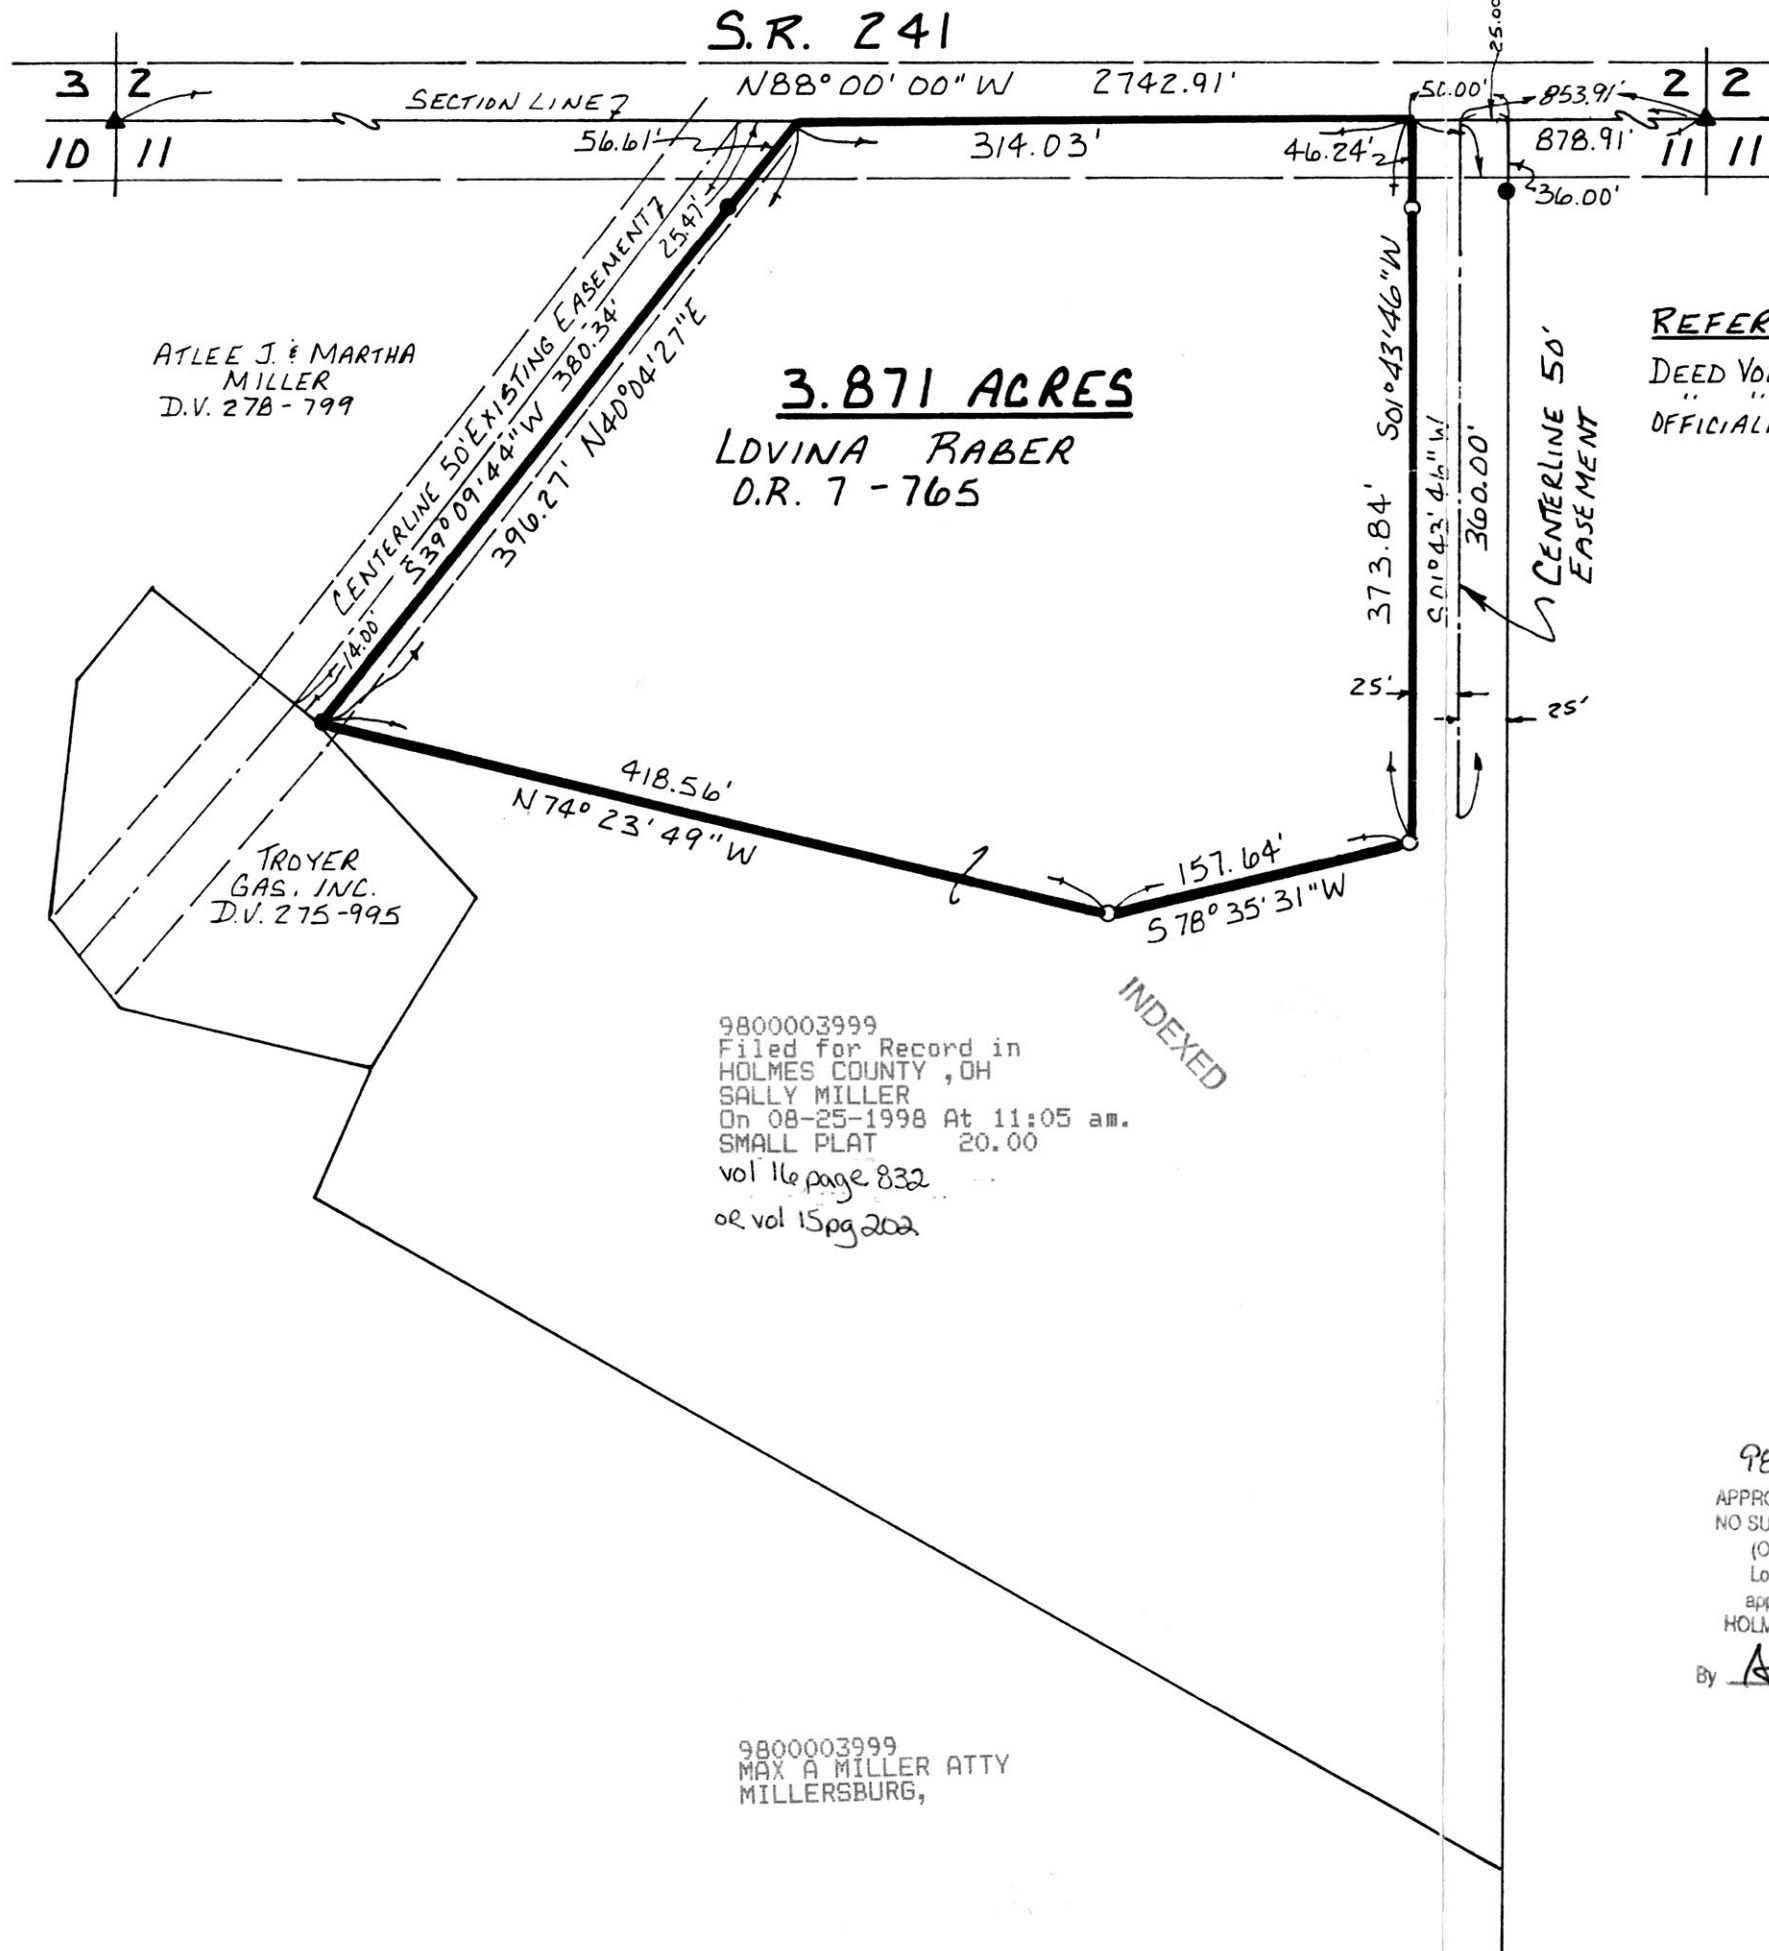 S.R. 241
25.00
3 2
N88° 00' 00" W 2742.91'
50.00'
853.91'
2 2
SECTION LINE
10 11
56.61'
314.03'
46.24'
878.91'
11 11
36.00'
25.47'
CENTERLINE 50' EXISTING EASEMENT
S39° 09' 44" W 380.34'
396.27' N40° 04' 27" E
14.00'
ATLEE J. & MARTHA
MILLER
D.V. 278-799
3.871 ACRES
LOVINA RABER
O.R. 7-765
S01° 43' 46" W
373.84'
S01° 43' 46" W
360.00'
CENTERLINE 50'
EASEMENT
REFER
DEED VOL
" "
OFFICIAL
25'
25'
418.56'
N 74° 23' 49" W
157.64'
S 78° 35' 31" W
TROYER
GAS, INC.
D.V. 275-995
INDEXED
9800003999
Filed for Record in
HOLMES COUNTY ,OH
SALLY MILLER
On 08-25-1998 At 11:05 am.
SMALL PLAT 20.00
vol 16 page 832
OR vol 15 pg 202
98
APPRO
NO SU
(O
Lo
app
HOLM
By
9800003999
MAX A MILLER ATTY
MILLERSBURG,